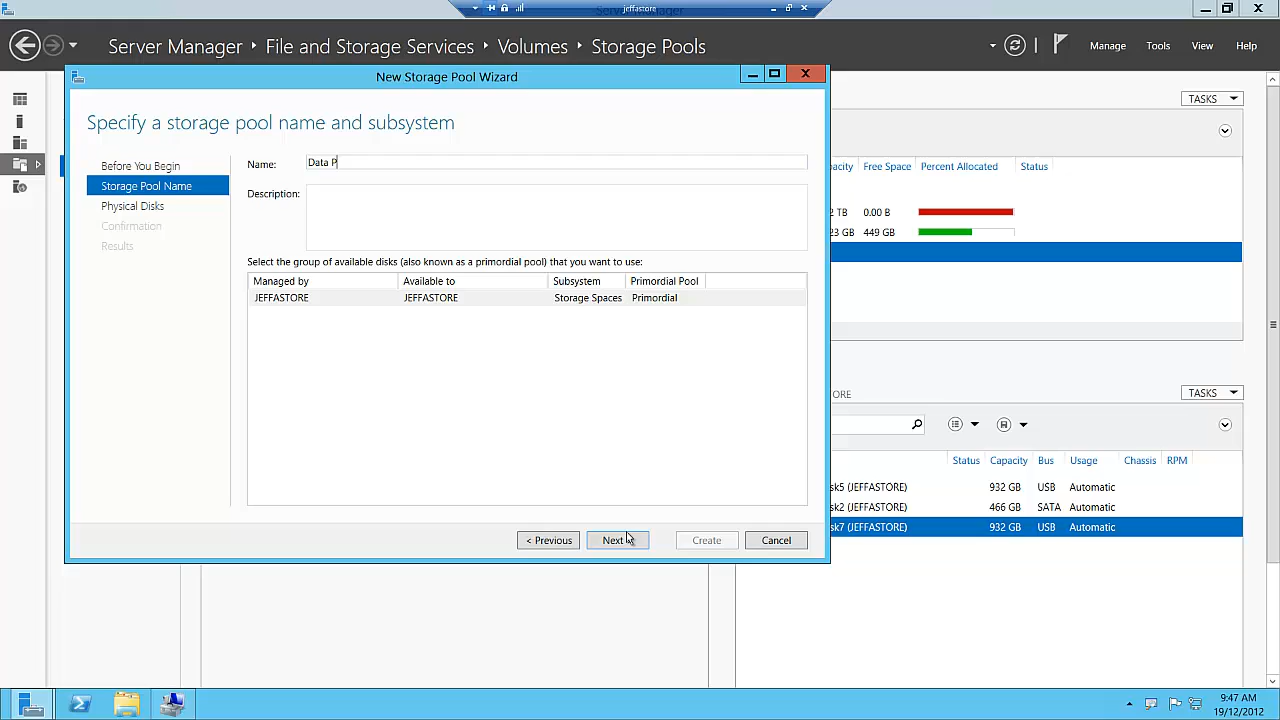 jeffastore
Server Manager ‣ File and Storage Services ‣ Volumes ‣ Storage Pools
Manage Tools View Help
New Storage Pool Wizard
Specify a storage pool name and subsystem
Before You Begin
Storage Pool Name
Physical Disks
Confirmation
Results
Name: Data P
Description:
Select the group of available disks (also known as a primordial pool) that you want to use:
Managed by Available to Subsystem Primordial Pool
JEFFASTORE JEFFASTORE Storage Spaces Primordial
< Previous Next > Create Cancel
TASKS
acity Free Space Percent Allocated Status
2 TB 0.00 B
23 GB 449 GB
ORE TASKS
Status Capacity Bus Usage Chassis RPM
sk5 (JEFFASTORE) 932 GB USB Automatic
sk2 (JEFFASTORE) 466 GB SATA Automatic
sk7 (JEFFASTORE) 932 GB USB Automatic
9:47 AM
19/12/2012